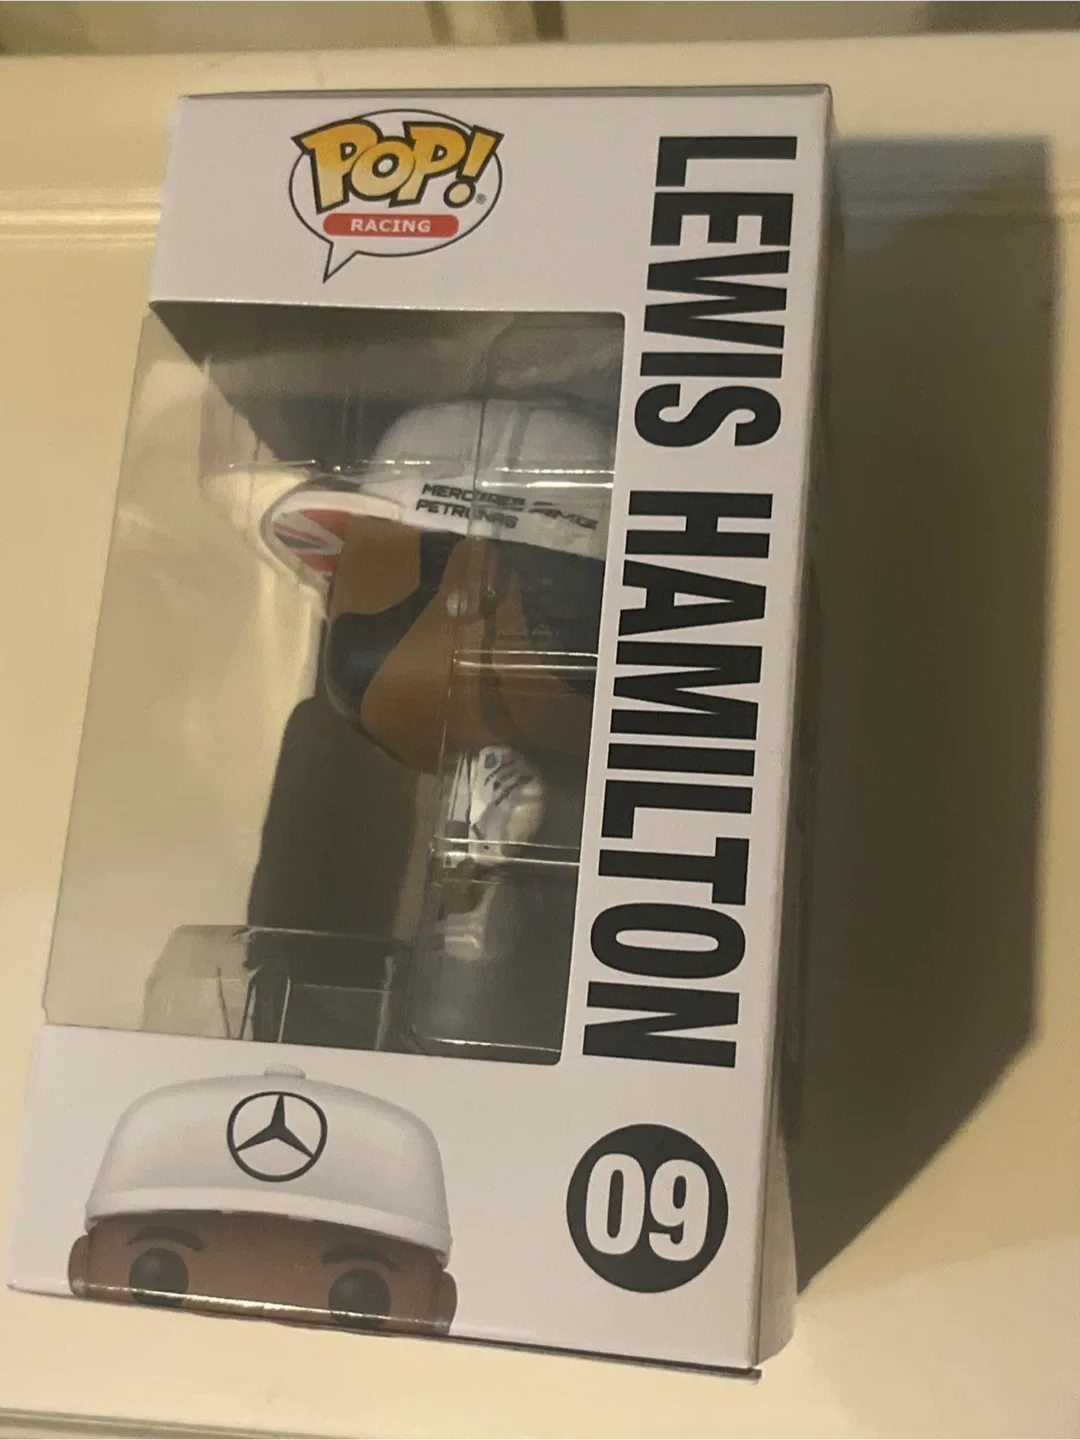 POP!
RACING
LEWIS HAMILTON
MERCEDES AMG
PETRONAS
09